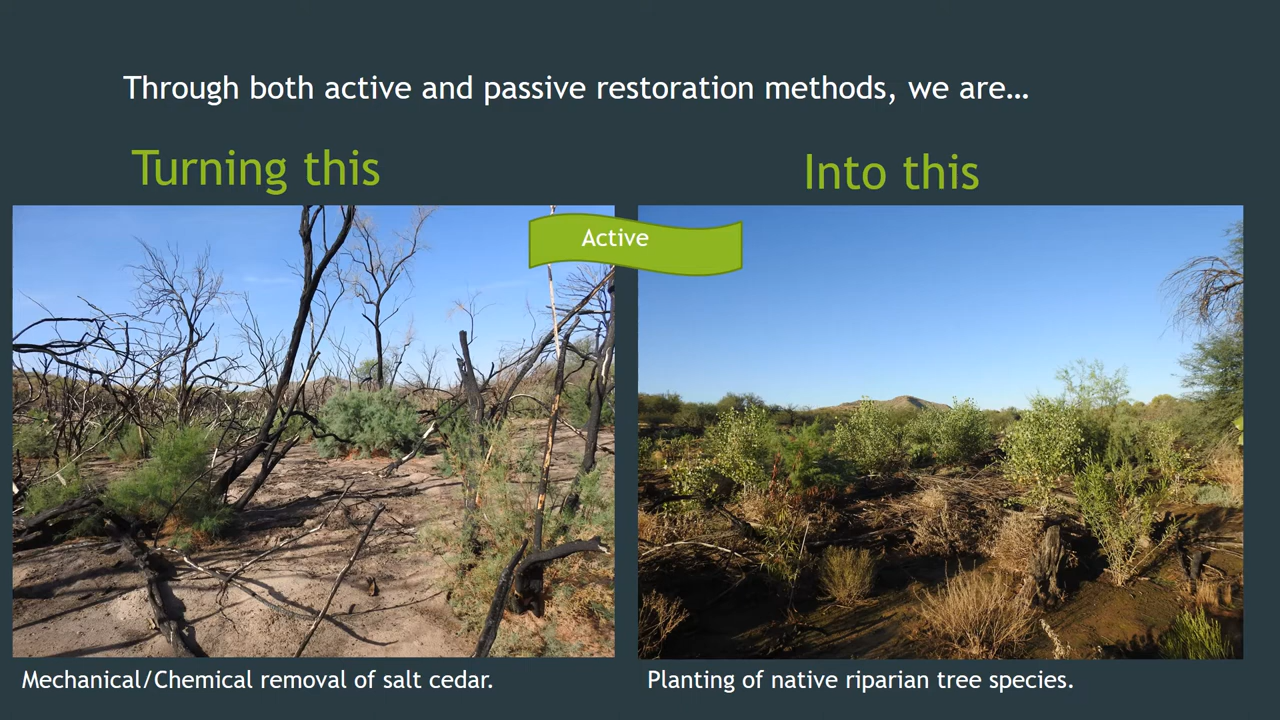 Through both active and passive restoration methods, we are…
Turning this
Into this
Active
Mechanical/Chemical removal of salt cedar.
Planting of native riparian tree species.